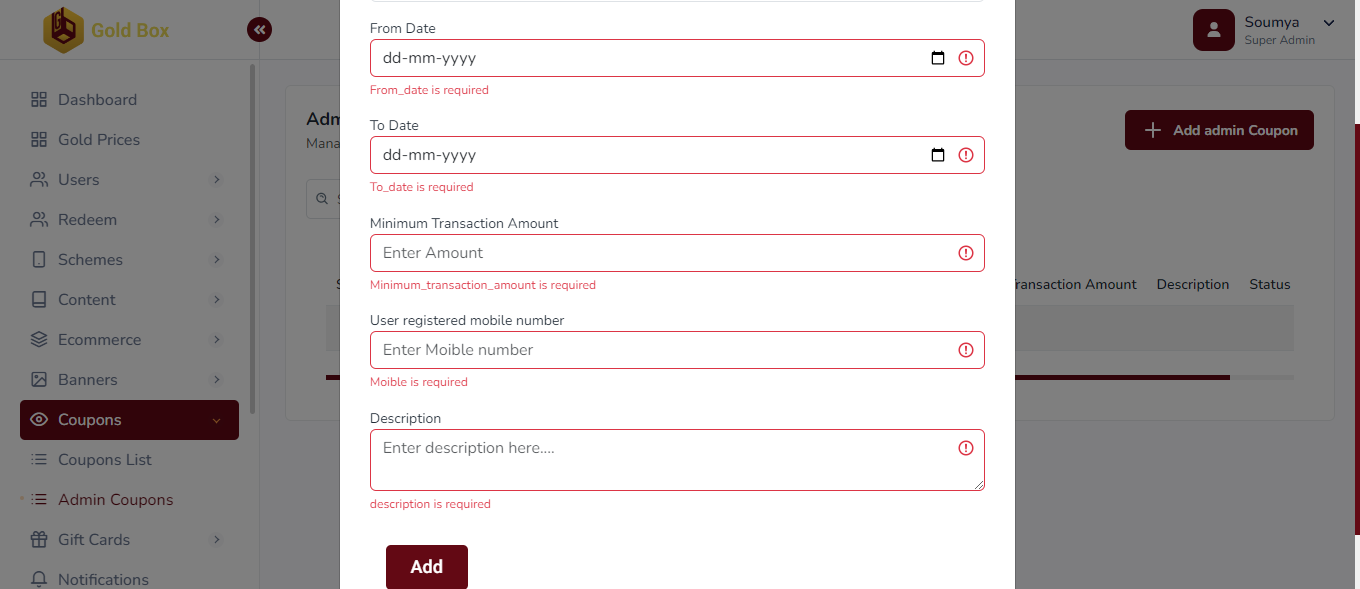 Gold Box
Soumya
Super Admin
Dashboard
Gold Prices
Users
Redeem
Schemes
Content
Ecommerce
Banners
Coupons
Coupons List
Admin Coupons
Gift Cards
Notifications
Add admin Coupon
Transaction Amount Description Status
From Date
dd-mm-yyyy
From_date is required
To Date
dd-mm-yyyy
To_date is required
Minimum Transaction Amount
Enter Amount
Minimum_transaction_amount is required
User registered mobile number
Enter Moible number
Moible is required
Description
Enter description here....
description is required
Add